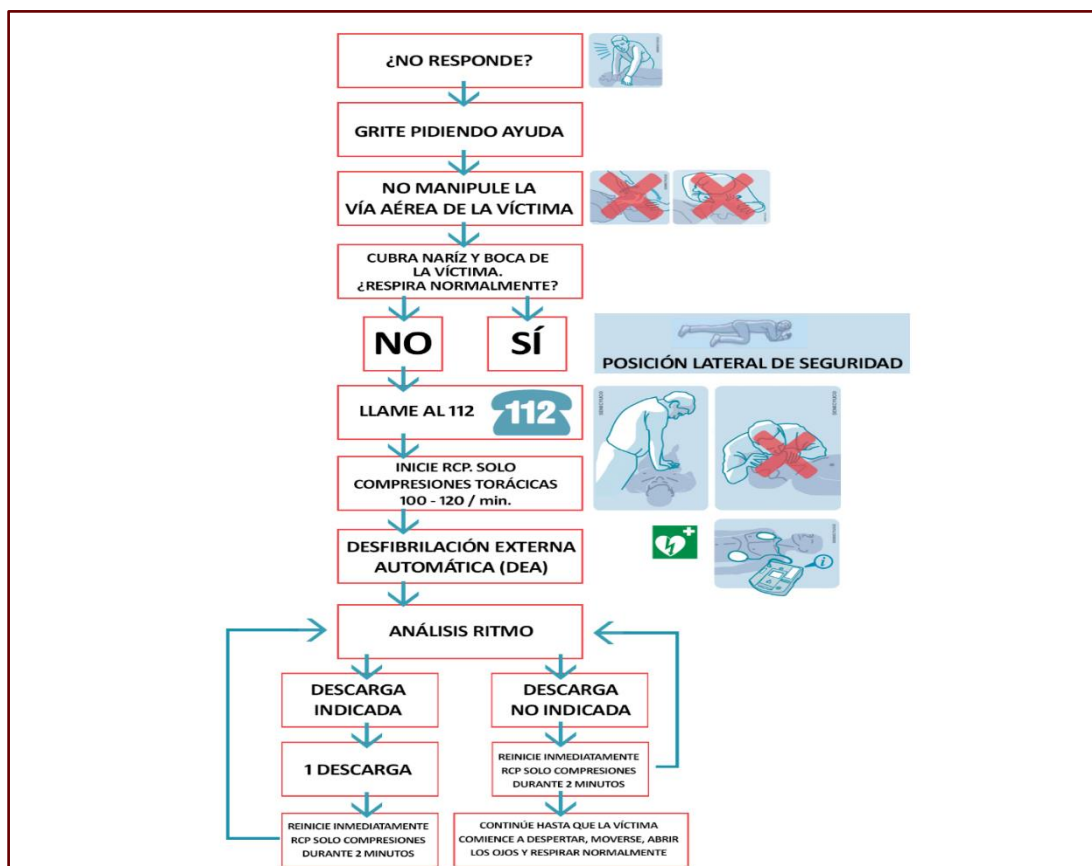 ¿NO RESPONDE?
GRITE PIDIENDO AYUDA
NO MANIPULE LA
VÍA AÉREA DE LA VÍCTIMA
CUBRA NARÍZ Y BOCA DE
LA VÍCTIMA.
¿RESPIRA NORMALMENTE?
NO
SÍ
POSICIÓN LATERAL DE SEGURIDAD
LLAME AL 112
112
INICIE RCP. SOLO
COMPRESIONES TORÁCICAS
100 - 120 / min.
DESFIBRILACIÓN EXTERNA
AUTOMÁTICA (DEA)
i
ANÁLISIS RITMO
DESCARGA
INDICADA
DESCARGA
NO INDICADA
1 DESCARGA
REINICIE INMEDIATAMENTE
RCP SOLO COMPRESIONES
DURANTE 2 MINUTOS
REINICIE INMEDIATAMENTE
RCP SOLO COMPRESIONES
DURANTE 2 MINUTOS
CONTINÚE HASTA QUE LA VÍCTIMA
COMIENCE A DESPERTAR, MOVERSE, ABRIR
LOS OJOS Y RESPIRAR NORMALMENTE